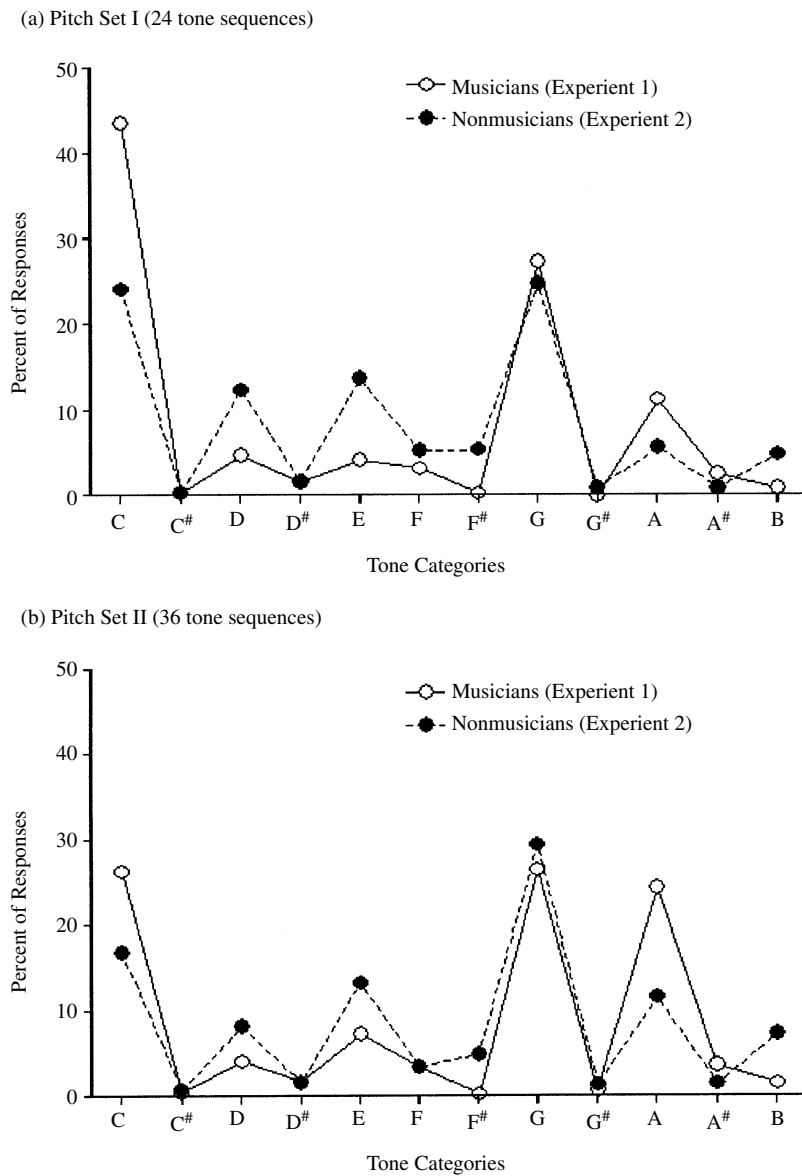 (a) Pitch Set I (24 tone sequences)
50
40
30
20
10
0
Percent of Responses
Musicians (Experient 1)
Nonmusicians (Experient 2)
C C# D D# E F F# G G# A A# B
Tone Categories
(b) Pitch Set II (36 tone sequences)
50
40
30
20
10
0
Percent of Responses
Musicians (Experient 1)
Nonmusicians (Experient 2)
C C# D D# E F F# G G# A A# B
Tone Categories